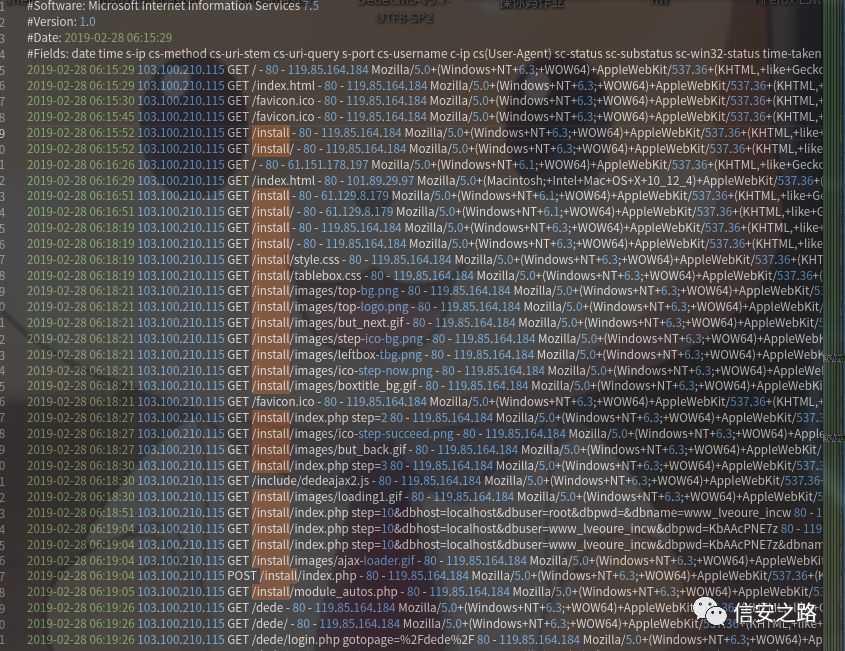 DedeCMS-V5.7-
UTF8-SP2
#Software: Microsoft Internet Information Services 7.5
#Version: 1.0
#Date: 2019-02-28 06:15:29
#Fields: date time s-ip cs-method cs-uri-stem cs-uri-query s-port cs-username c-ip cs(User-Agent) sc-status sc-substatus sc-win32-status time-taken
2019-02-28 06:15:29 103.100.210.115 GET / - 80 - 119.85.164.184 Mozilla/5.0+(Windows+NT+6.3;+WOW64)+AppleWebKit/537.36+(KHTML,+like+Gecko
2019-02-28 06:15:30 103.100.210.115 GET /index.html - 80 - 119.85.164.184 Mozilla/5.0+(Windows+NT+6.3;+WOW64)+AppleWebKit/537.36+(
2019-02-28 06:15:30 103.100.210.115 GET /favicon.ico - 80 - 119.85.164.184 Mozilla/5.0+(Windows+NT+6.3;+WOW64)+AppleWebKit/537.36+(
2019-02-28 06:15:45 103.100.210.115 GET /favicon.ico - 80 - 119.85.164.184 Mozilla/5.0+(Windows+NT+6.3;+WOW64)+AppleWebKit/537.36+(
2019-02-28 06:15:52 103.100.210.115 GET /install - 80 - 119.85.164.184 Mozilla/5.0+(Windows+NT+6.3;+WOW64)+AppleWebKit/537.36+(KHTML,+like+
2019-02-28 06:15:52 103.100.210.115 GET /install/ - 80 - 119.85.164.184 Mozilla/5.0+(Windows+NT+6.3;+WOW64)+AppleWebKit/537.36+(KHTML,+like
2019-02-28 06:16:26 103.100.210.115 GET / - 80 - 61.151.178.197 Mozilla/5.0+(Windows+NT+6.1;+WOW64)+AppleWebKit/537.36+(KHTML,+like+Gecko
2019-02-28 06:16:29 103.100.210.115 GET /index.html - 80 - 101.89.29.97 Mozilla/5.0+(Macintosh;+Intel+Mac+OS+X+10_12_4)+AppleWebKit/537.36+(
2019-02-28 06:16:51 103.100.210.115 GET /install - 80 - 61.129.8.179 Mozilla/5.0+(Windows+NT+6.1;+WOW64)+AppleWebKit/537.36+(KHTML,+like+G
2019-02-28 06:16:51 103.100.210.115 GET /install/ - 80 - 61.129.8.179 Mozilla/5.0+(Windows+NT+6.1;+WOW64)+AppleWebKit/537.36+(KHTML,+like+G
2019-02-28 06:18:19 103.100.210.115 GET /install - 80 - 119.85.164.184 Mozilla/5.0+(Windows+NT+6.3;+WOW64)+AppleWebKit/537.36+(KHTML,+like+
2019-02-28 06:18:19 103.100.210.115 GET /install/ - 80 - 119.85.164.184 Mozilla/5.0+(Windows+NT+6.3;+WOW64)+AppleWebKit/537.36+(KHTML,+like
2019-02-28 06:18:19 103.100.210.115 GET /install/style.css - 80 - 119.85.164.184 Mozilla/5.0+(Windows+NT+6.3;+WOW64)+AppleWebKit/537.36+(KHT
2019-02-28 06:18:21 103.100.210.115 GET /install/tablebox.css - 80 - 119.85.164.184 Mozilla/5.0+(Windows+NT+6.3;+WOW64)+AppleWebKit/537.36+(
2019-02-28 06:18:21 103.100.210.115 GET /install/images/top-bg.png - 80 - 119.85.164.184 Mozilla/5.0+(Windows+NT+6.3;+WOW64)+AppleWebKit/5
2019-02-28 06:18:21 103.100.210.115 GET /install/images/top-logo.png - 80 - 119.85.164.184 Mozilla/5.0+(Windows+NT+6.3;+WOW64)+AppleWebKit/
2019-02-28 06:18:21 103.100.210.115 GET /install/images/but_next.gif - 80 - 119.85.164.184 Mozilla/5.0+(Windows+NT+6.3;+WOW64)+AppleWebKit/
2019-02-28 06:18:21 103.100.210.115 GET /install/images/step-ico-bg.png - 80 - 119.85.164.184 Mozilla/5.0+(Windows+NT+6.3;+WOW64)+AppleWeb
2019-02-28 06:18:21 103.100.210.115 GET /install/images/leftbox-tbg.png - 80 - 119.85.164.184 Mozilla/5.0+(Windows+NT+6.3;+WOW64)+AppleWebK
2019-02-28 06:18:21 103.100.210.115 GET /install/images/ico-step-now.png - 80 - 119.85.164.184 Mozilla/5.0+(Windows+NT+6.3;+WOW64)+AppleWe
2019-02-28 06:18:21 103.100.210.115 GET /install/images/boxtitle_bg.gif - 80 - 119.85.164.184 Mozilla/5.0+(Windows+NT+6.3;+WOW64)+AppleWebKi
2019-02-28 06:18:21 103.100.210.115 GET /favicon.ico - 80 - 119.85.164.184 Mozilla/5.0+(Windows+NT+6.3;+WOW64)+AppleWebKit/537.36+(KHTML,+
2019-02-28 06:18:27 103.100.210.115 GET /install/index.php step=2 80 - 119.85.164.184 Mozilla/5.0+(Windows+NT+6.3;+WOW64)+AppleWebKit/537.3
2019-02-28 06:18:27 103.100.210.115 GET /install/images/ico-step-succeed.png - 80 - 119.85.164.184 Mozilla/5.0+(Windows+NT+6.3;+WOW64)+App
2019-02-28 06:18:27 103.100.210.115 GET /install/images/but_back.gif - 80 - 119.85.164.184 Mozilla/5.0+(Windows+NT+6.3;+WOW64)+AppleWebKit/
2019-02-28 06:18:30 103.100.210.115 GET /install/index.php step=3 80 - 119.85.164.184 Mozilla/5.0+(Windows+NT+6.3;+WOW64)+AppleWebKit/537.3
2019-02-28 06:18:30 103.100.210.115 GET /include/dedeajax2.js - 80 - 119.85.164.184 Mozilla/5.0+(Windows+NT+6.3;+WOW64)+AppleWebKit/537.36+
2019-02-28 06:18:30 103.100.210.115 GET /install/images/loading1.gif - 80 - 119.85.164.184 Mozilla/5.0+(Windows+NT+6.3;+WOW64)+AppleWebKit/5
2019-02-28 06:18:51 103.100.210.115 GET /install/index.php step=10&dbhost=localhost&dbuser=root&dbpwd=&dbname=www_lveoure_incw 80 - 1
2019-02-28 06:19:04 103.100.210.115 GET /install/index.php step=10&dbhost=localhost&dbuser=www_lveoure_incw&dbpwd=KbAAcPNE7z 80 - 119
2019-02-28 06:19:04 103.100.210.115 GET /install/index.php step=10&dbhost=localhost&dbuser=www_lveoure_incw&dbpwd=KbAAcPNE7z&dbnam
2019-02-28 06:19:04 103.100.210.115 GET /install/images/ajax-loader.gif - 80 - 119.85.164.184 Mozilla/5.0+(Windows+NT+6.3;+WOW64)+AppleWebKit
2019-02-28 06:19:04 103.100.210.115 POST /install/index.php - 80 - 119.85.164.184 Mozilla/5.0+(Windows+NT+6.3;+WOW64)+AppleWebKit/537.36+(K
2019-02-28 06:19:05 103.100.210.115 GET /install/module_autos.php - 80 - 119.85.164.184 Mozilla/5.0+(Windows+NT+6.3;+WOW64)+AppleWebKit/53
2019-02-28 06:19:26 103.100.210.115 GET /dede - 80 - 119.85.164.184 Mozilla/5.0+(Windows+NT+6.3;+WOW64)+AppleWebKit/
2019-02-28 06:19:26 103.100.210.115 GET /dede/ - 80 - 119.85.164.184 Mozilla/5.0+(Windows+NT+6.3;+WOW64)+AppleWebK
2019-02-28 06:19:26 103.100.210.115 GET /dede/login.php gotopage=%2Fdede%2F 80 - 119.85.164.184 Mozilla/5.0+(Windows+NT+6.3;+WOW64)+Ap
信安之路